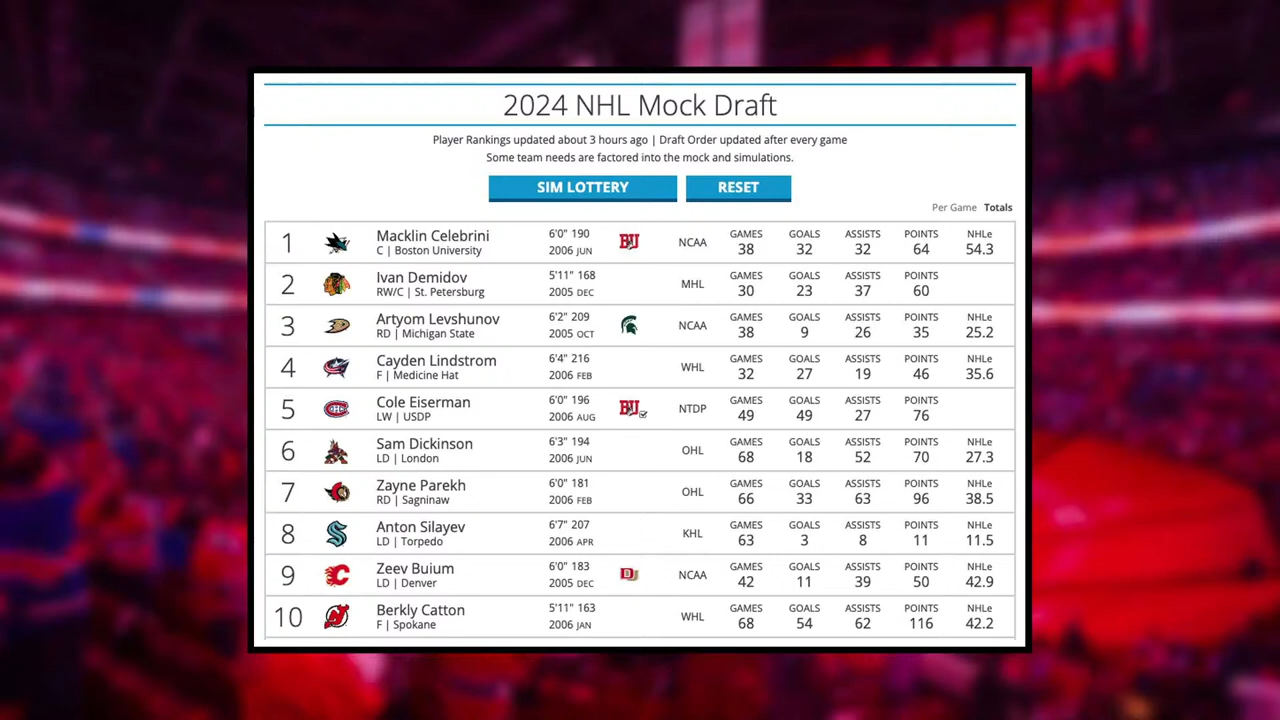 2024 NHL Mock Draft
Player Rankings updated about 3 hours ago | Draft Order updated after every game
Some team needs are factored into the mock and simulations.
SIM LOTTERY RESET
Per Game Totals
1 Macklin Celebrini 6'0" 190 BU NCAA GAMES GOALS ASSISTS POINTS NHLe
C | Boston University 2006 JUN 38 32 32 64 54.3
2 Ivan Demidov 5'11" 168 MHL GAMES GOALS ASSISTS POINTS
RW/C | St. Petersburg 2005 DEC 30 23 37 60
3 Artyom Levshunov 6'2" 209 NCAA GAMES GOALS ASSISTS POINTS NHLe
RD | Michigan State 2005 OCT 38 9 26 35 25.2
4 Cayden Lindstrom 6'4" 216 WHL GAMES GOALS ASSISTS POINTS NHLe
F | Medicine Hat 2006 FEB 32 27 19 46 35.6
5 Cole Eiserman 6'0" 196 BU NTDP GAMES GOALS ASSISTS POINTS
LW | USDP 2006 AUG 49 49 27 76
6 Sam Dickinson 6'3" 194 OHL GAMES GOALS ASSISTS POINTS NHLe
LD | London 2006 JUN 68 18 52 70 27.3
7 Zayne Parekh 6'0" 181 OHL GAMES GOALS ASSISTS POINTS NHLe
RD | Sagninaw 2006 FEB 66 33 63 96 38.5
8 Anton Silayev 6'7" 207 KHL GAMES GOALS ASSISTS POINTS NHLe
LD | Torpedo 2006 APR 63 3 8 11 11.5
9 Zeev Buium 6'0" 183 D NCAA GAMES GOALS ASSISTS POINTS NHLe
LD | Denver 2005 DEC 42 11 39 50 42.9
10 Berkly Catton 5'11" 163 WHL GAMES GOALS ASSISTS POINTS NHLe
F | Spokane 2006 JAN 68 54 62 116 42.2